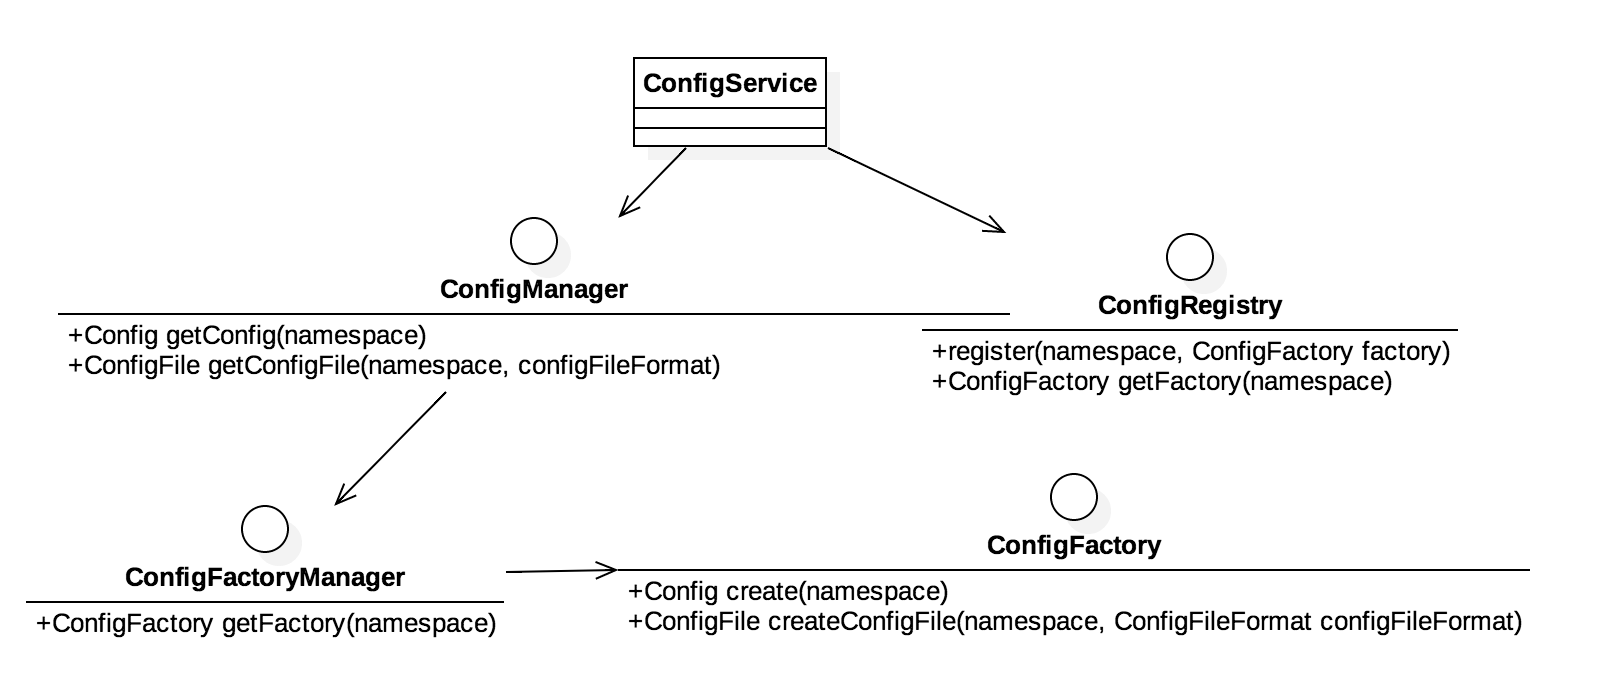 ConfigService
ConfigManager
+Config getConfig(namespace)
+ConfigFile getConfigFile(namespace, configFileFormat)
ConfigRegistry
+register(namespace, ConfigFactory factory)
+ConfigFactory getFactory(namespace)
ConfigFactoryManager
+ConfigFactory getFactory(namespace)
ConfigFactory
+Config create(namespace)
+ConfigFile createConfigFile(namespace, ConfigFileFormat configFileFormat)